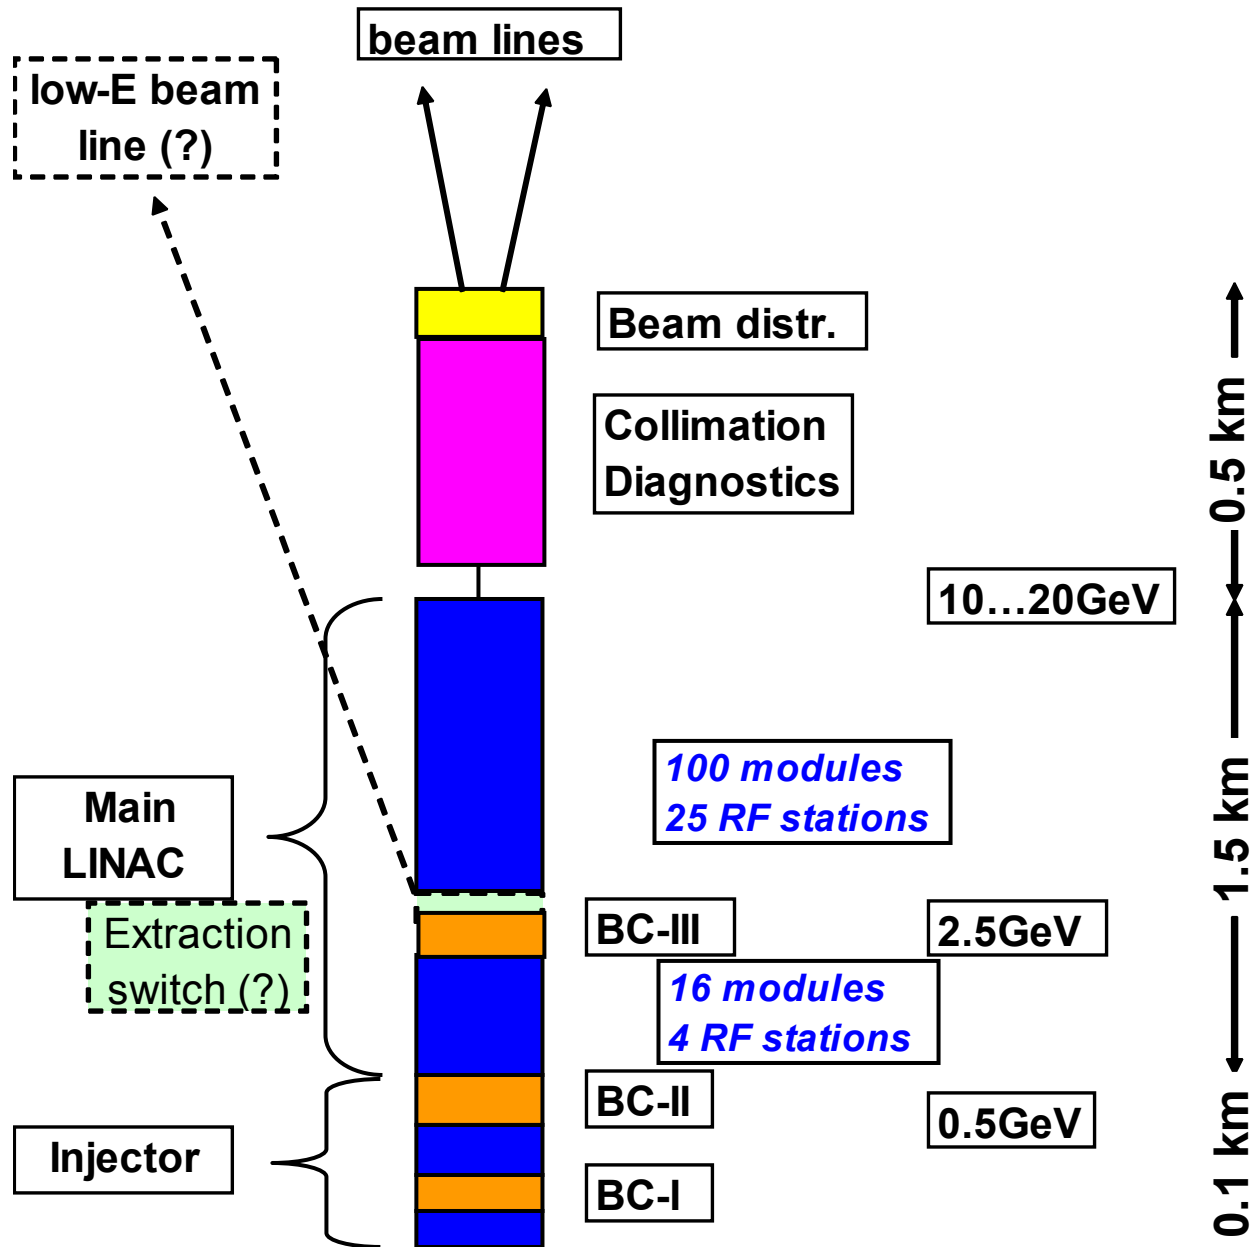 beam lines
low-E beam
line (?)
Beam distr.
Collimation
Diagnostics
0.5 km
10...20GeV
100 modules
25 RF stations
1.5 km
Main
LINAC
Extraction
switch (?)
BC-III
2.5GeV
16 modules
4 RF stations
BC-II
0.5GeV
Injector
BC-I
0.1 km